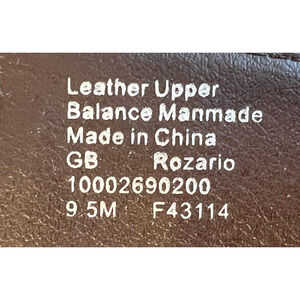 Leather Upper
Balance Manmade
Made in China
GB Rozario
10002690200
9.5M F43114